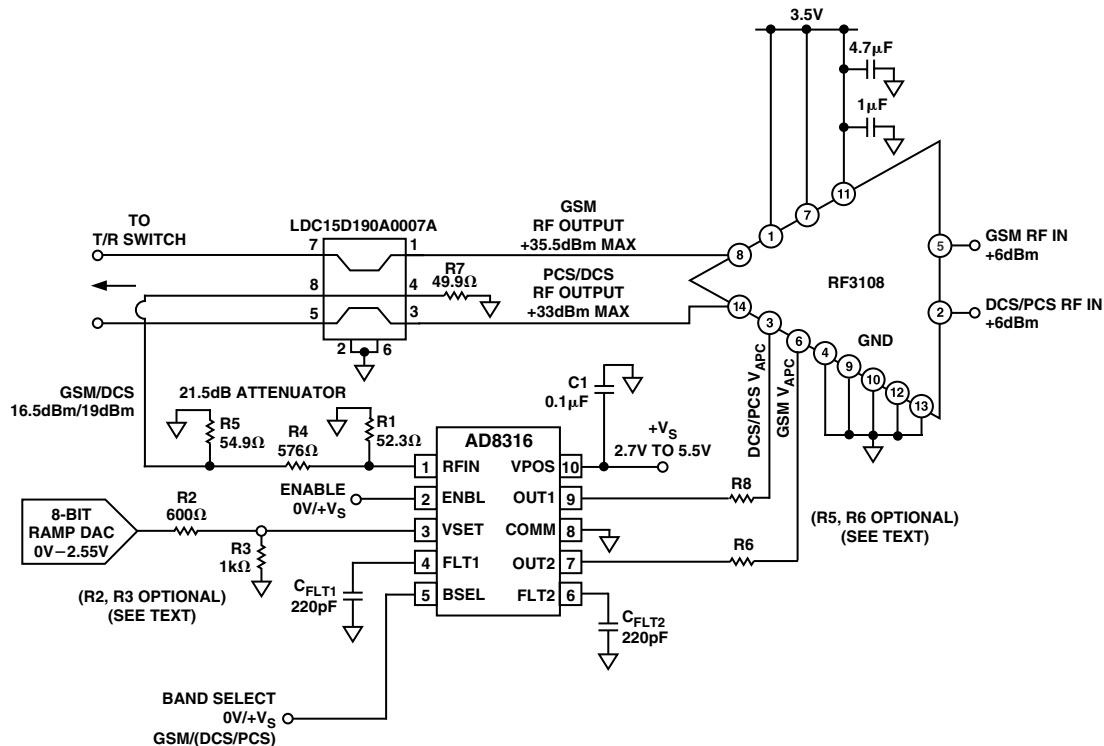 3.5V
4.7µF
1µF
11
7
1
8
14
3
6
4
9
10
12
13
5
2
RF3108
GND
GSM RF IN
+6dBm
DCS/PCS RF IN
+6dBm
TO
T/R SWITCH
LDC15D190A0007A
7
1
8
4
5
3
2
6
GSM
RF OUTPUT
+35.5dBm MAX
R7
49.9Ω
PCS/DCS
RF OUTPUT
+33dBm MAX
DCS/PCS VAPC
GSM VAPC
GSM/DCS
16.5dBm/19dBm
21.5dB ATTENUATOR
R5
54.9Ω
R4
576Ω
R1
52.3Ω
C1
0.1µF
+VS
2.7V TO 5.5V
AD8316
1 RFIN
VPOS 10
2 ENBL
OUT1 9
3 VSET
COMM 8
4 FLT1
OUT2 7
5 BSEL
FLT2 6
ENABLE
0V/+VS
8-BIT
RAMP DAC
0V–2.55V
R2
600Ω
R3
1kΩ
(R2, R3 OPTIONAL)
(SEE TEXT)
CFLT1
220pF
CFLT2
220pF
R8
R6
(R5, R6 OPTIONAL)
(SEE TEXT)
BAND SELECT
0V/+VS
GSM/(DCS/PCS)